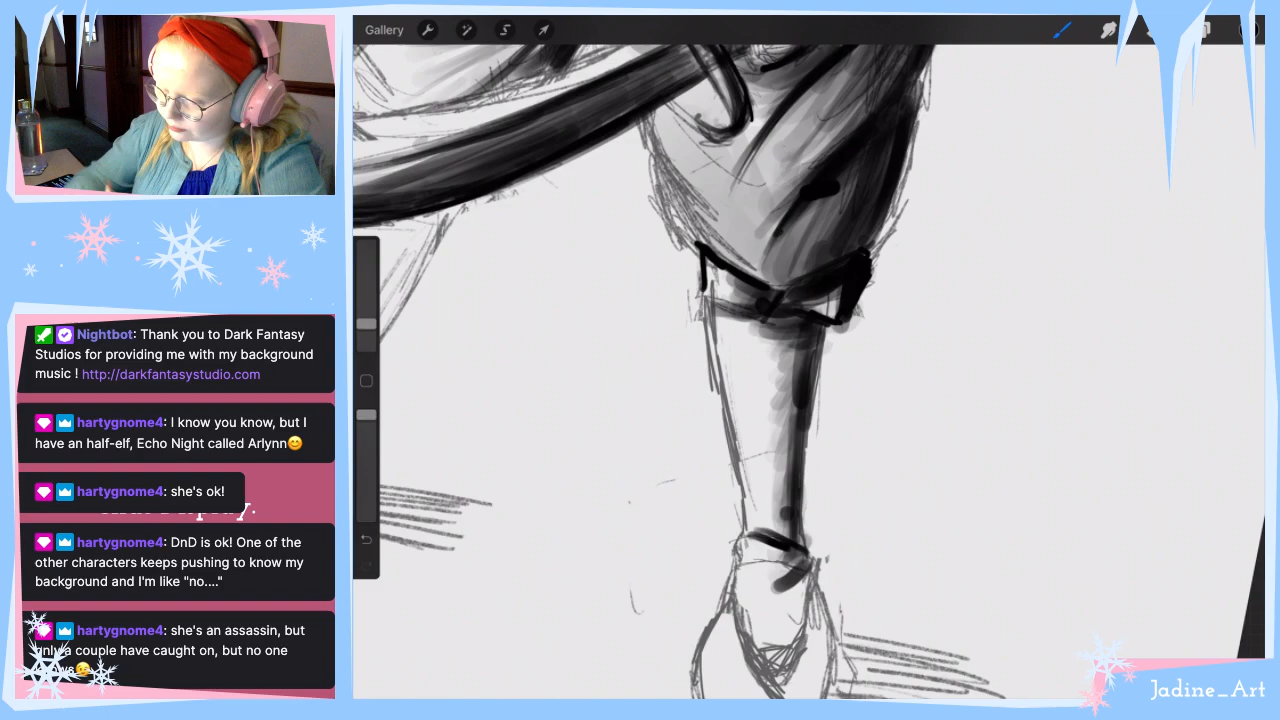 Gallery
Nightbot: Thank you to Dark Fantasy
Studios for providing me with my background
music ! http://darkfantasystudio.com
hartygnome4: I know you know, but I
have an half-elf, Echo Night called Arlynn😊
hartygnome4: she's ok!
hartygnome4: DnD is ok! One of the
other characters keeps pushing to know my
background and I'm like "no...."
hartygnome4: she's an assassin, but
only a couple have caught on, but no one
Jadine_Art